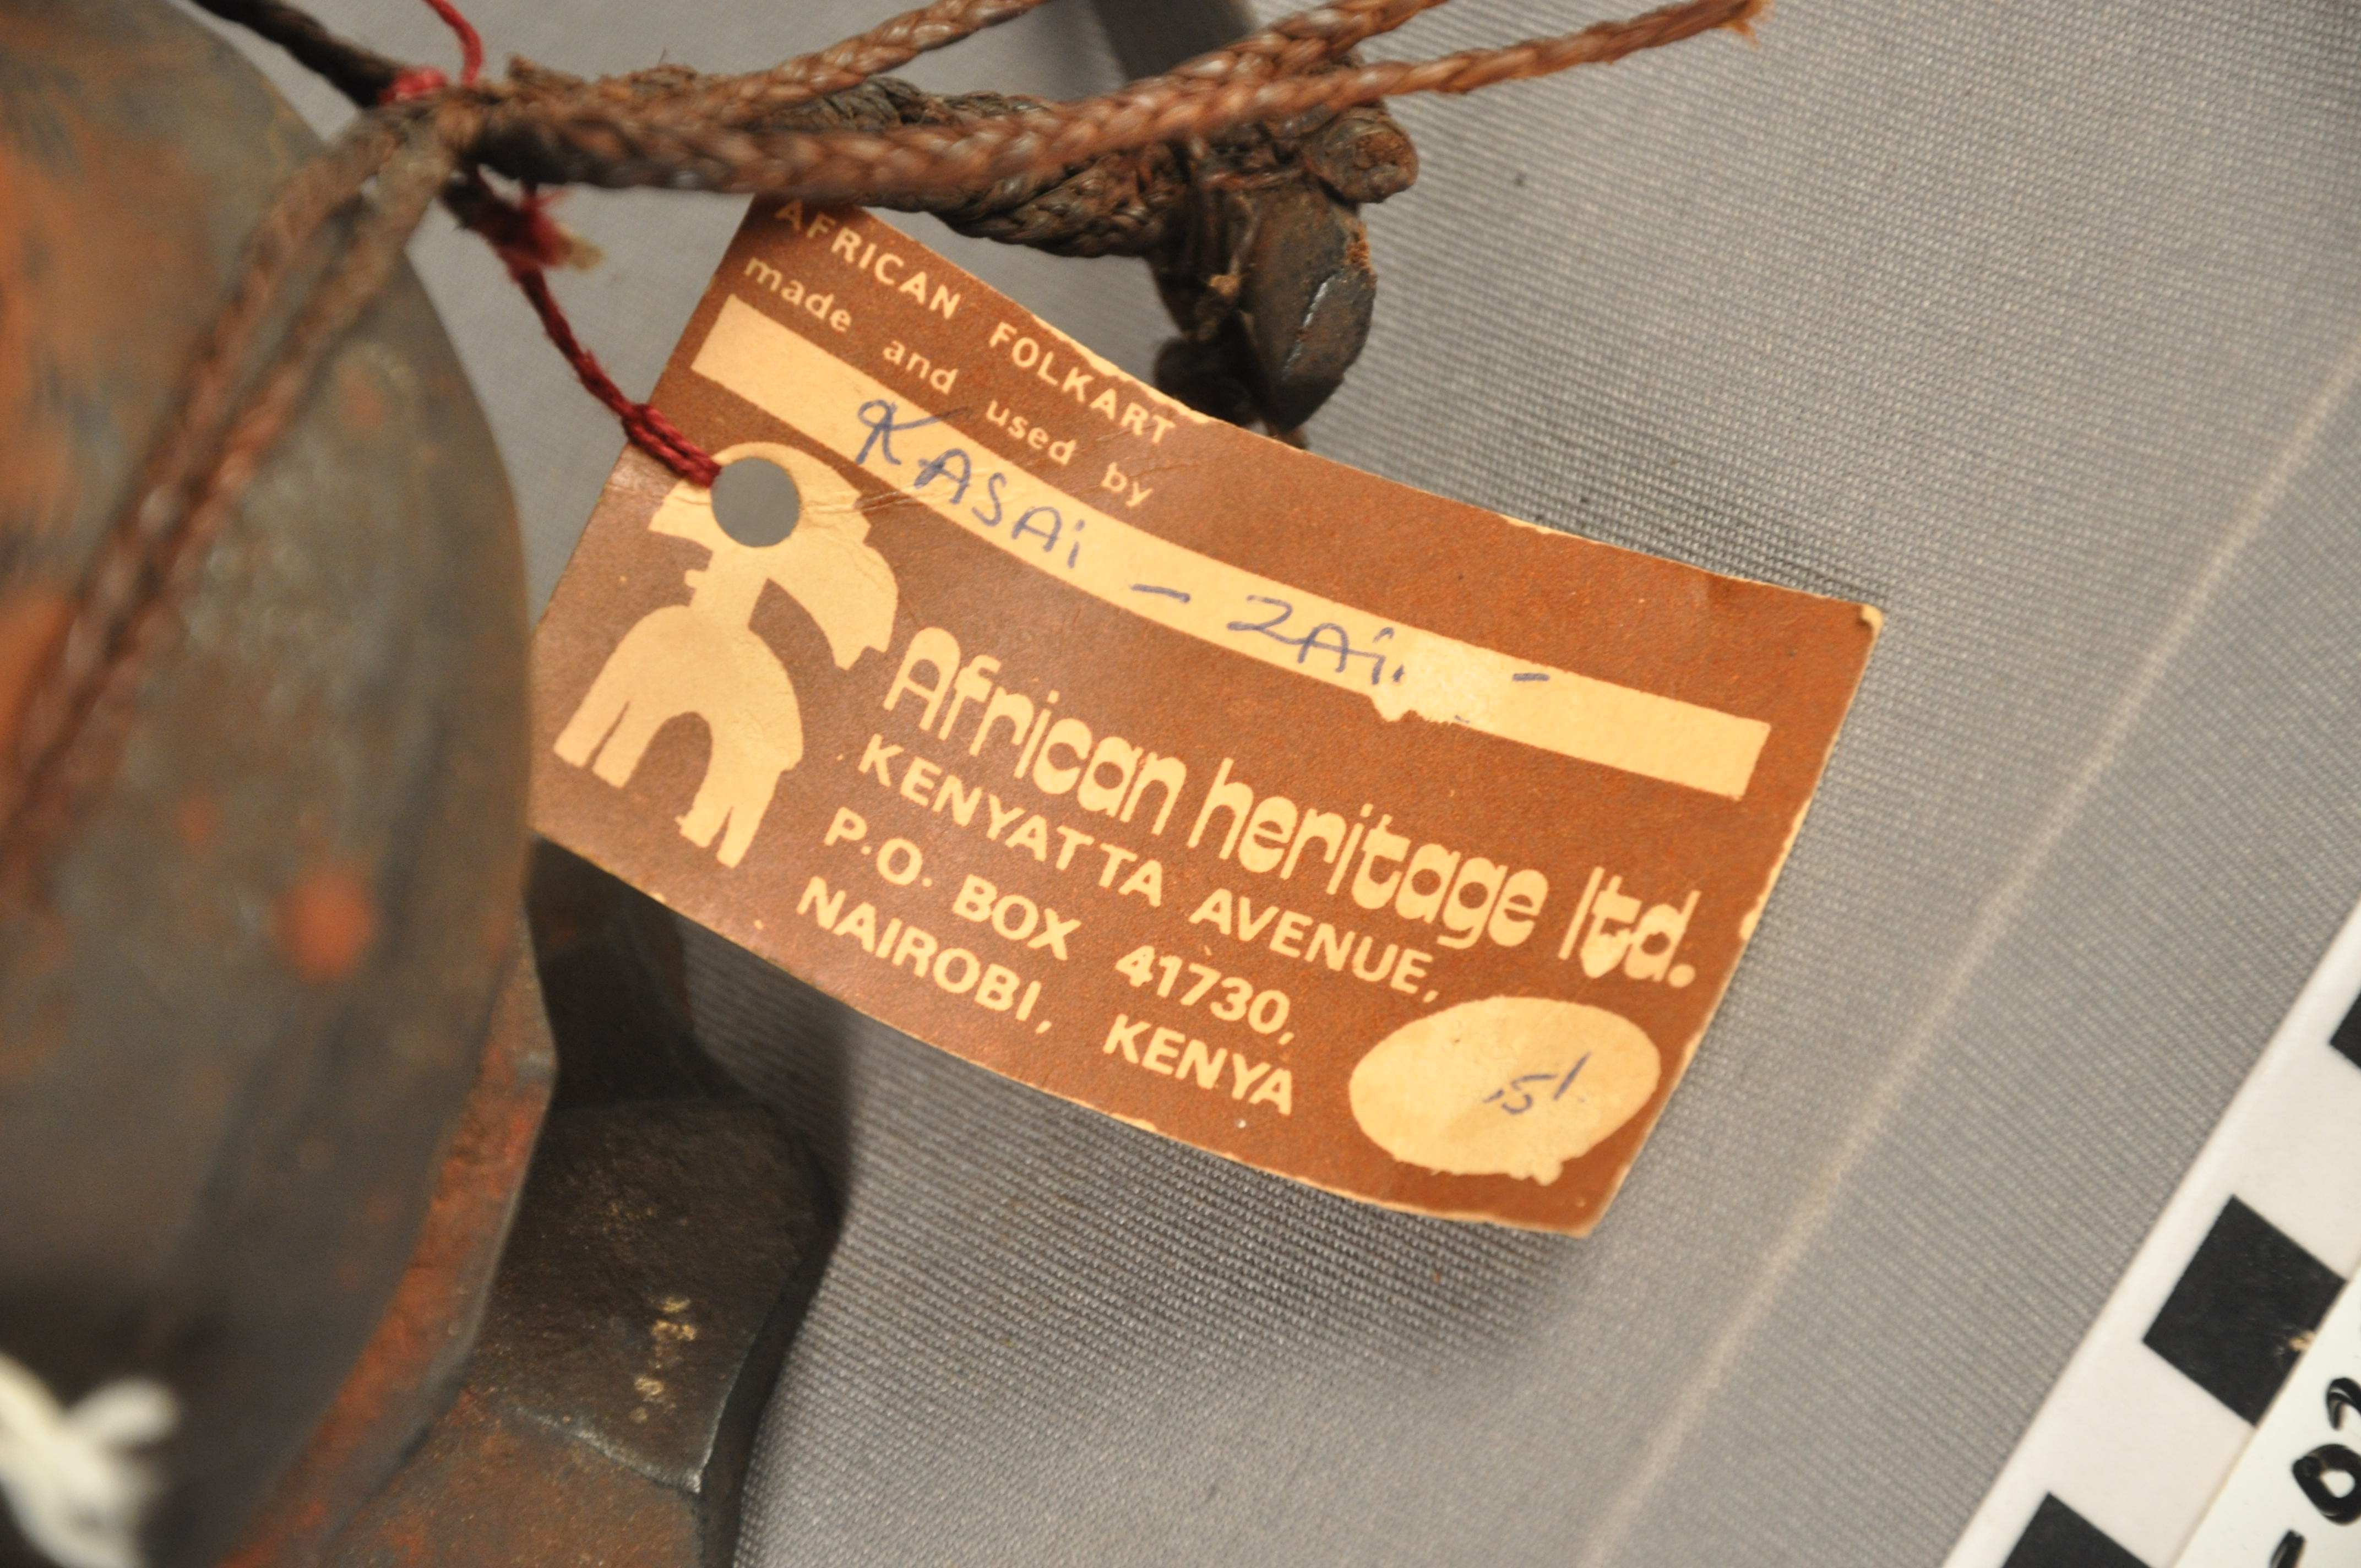 AFRICAN FOLKART
made and used by
KASAi - ZAi
African heritage ltd.
KENYATTA AVENUE,
P.O. BOX 41730,
NAIROBI, KENYA